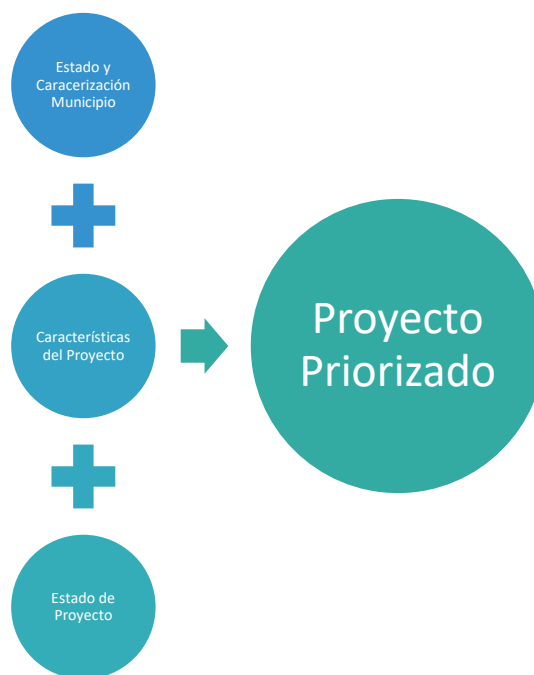 Estado y
Caracerización
Municipio
Características
del Proyecto
Proyecto
Priorizado
Estado de
Proyecto